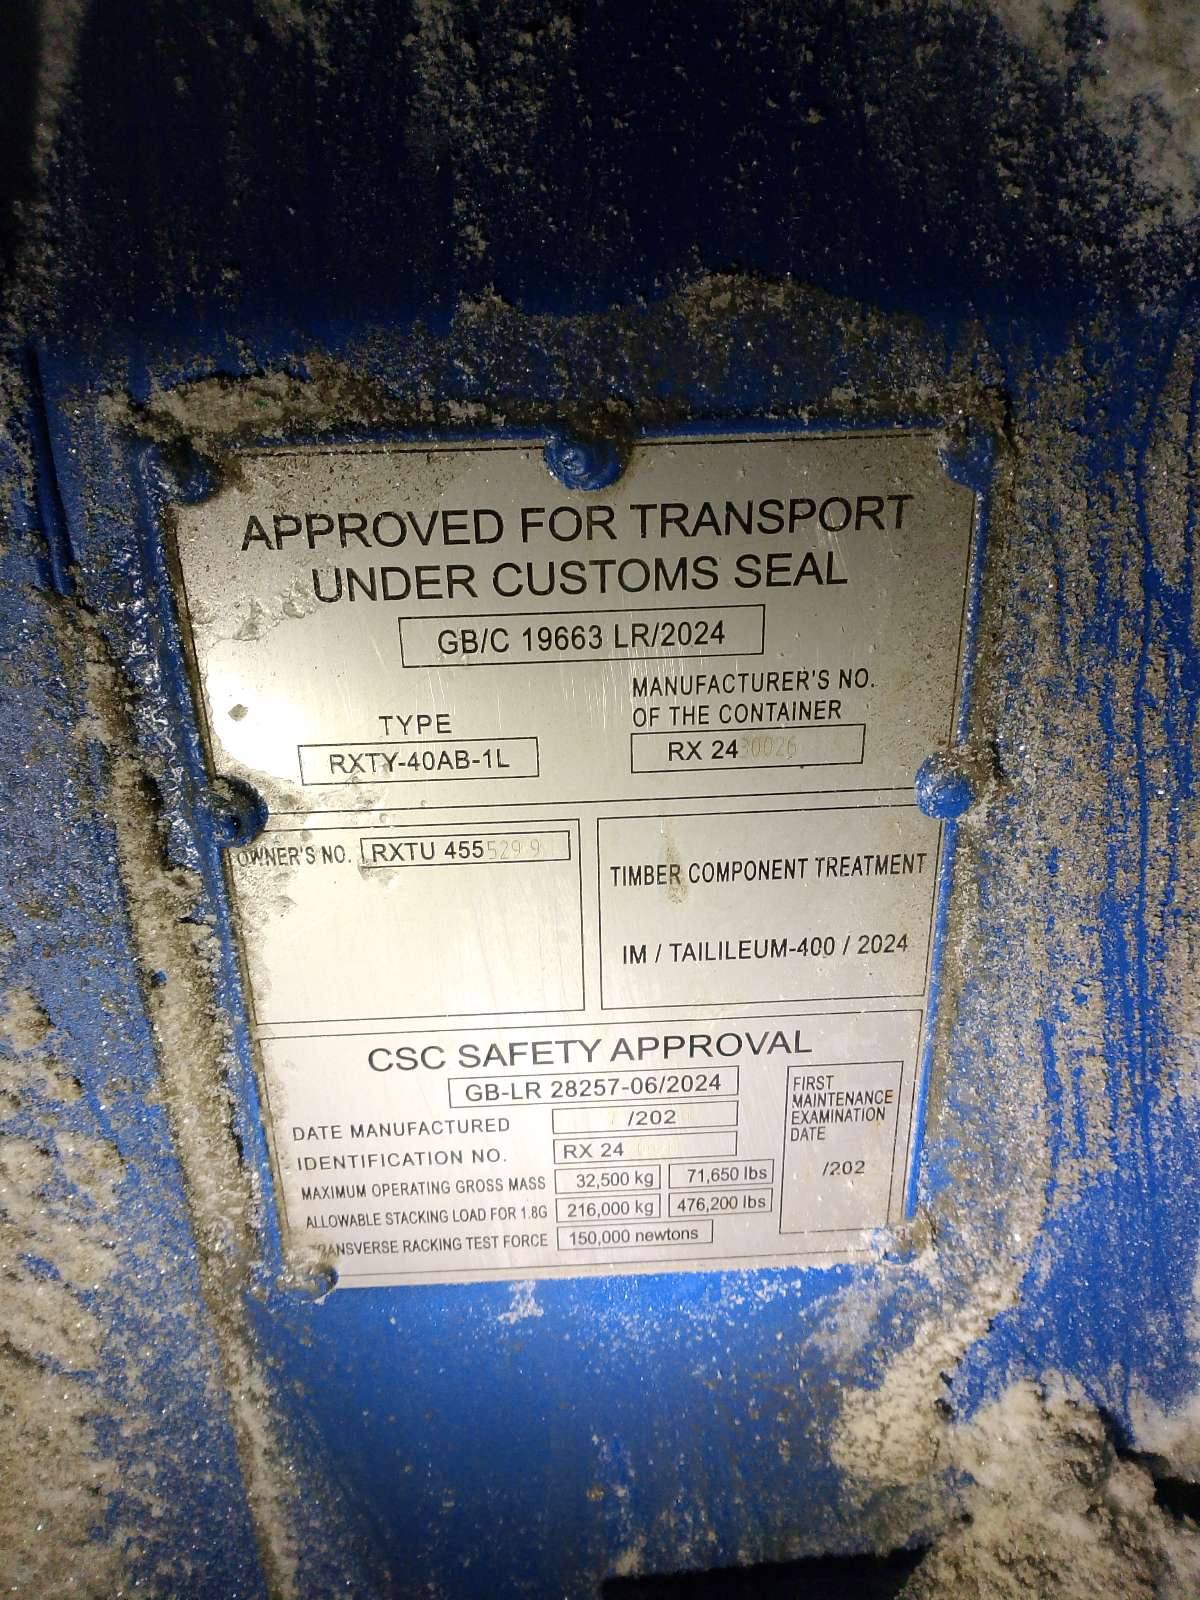 APPROVED FOR TRANSPORT
UNDER CUSTOMS SEAL
GB/C 19663 LR/2024
TYPE
RXTY-40AB-1L
MANUFACTURER'S NO.
OF THE CONTAINER
RX 2430026
OWNER'S NO. RXTU 455529 9
TIMBER COMPONENT TREATMENT
IM / TAILILEUM-400 / 2024
CSC SAFETY APPROVAL
GB-LR 28257-06/2024
DATE MANUFACTURED /202
IDENTIFICATION NO. RX 24
MAXIMUM OPERATING GROSS MASS 32,500 kg 71,650 lbs
ALLOWABLE STACKING LOAD FOR 1.8G 216,000 kg 476,200 lbs
TRANSVERSE RACKING TEST FORCE 150,000 newtons
FIRST
MAINTENANCE
EXAMINATION
DATE
/202